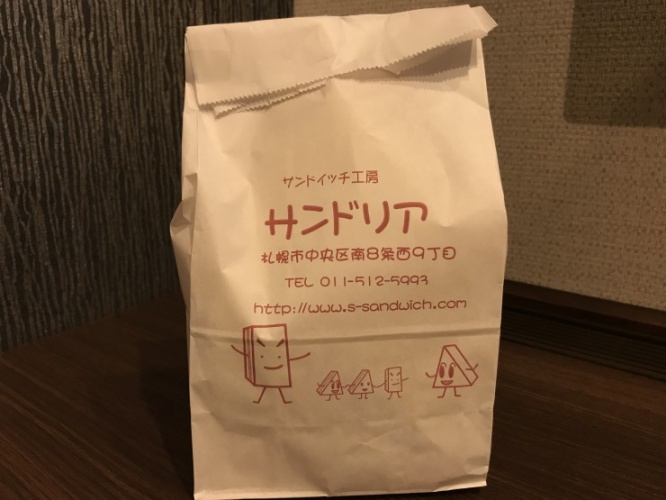 サンドイッチ工房
サンドリア
札幌市中央区南8条西9丁目
TEL 011-512-5993
http://www.s-sandwich.com